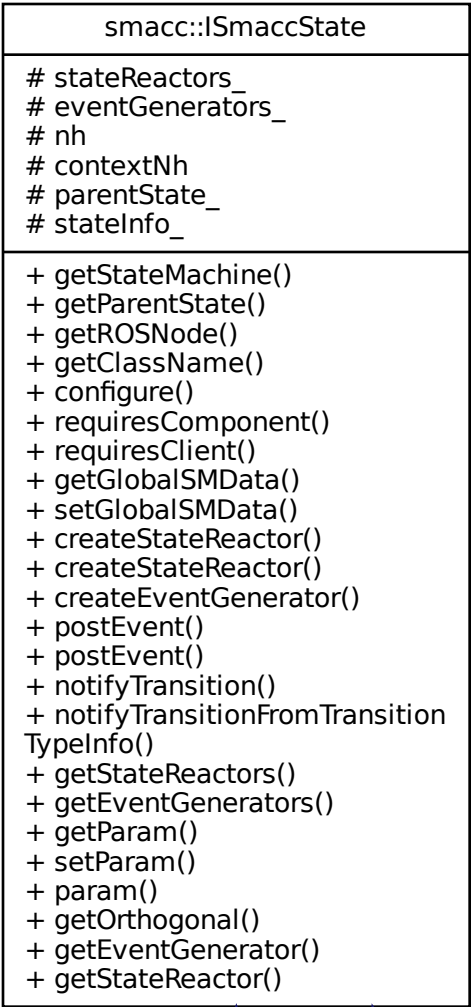 smacc::ISmaccState
# stateReactors_
# eventGenerators_
# nh
# contextNh
# parentState_
# stateInfo_
+ getStateMachine()
+ getParentState()
+ getROSNode()
+ getClassName()
+ configure()
+ requiresComponent()
+ requiresClient()
+ getGlobalSMData()
+ setGlobalSMData()
+ createStateReactor()
+ createStateReactor()
+ createEventGenerator()
+ postEvent()
+ postEvent()
+ notifyTransition()
+ notifyTransitionFromTransition
TypeInfo()
+ getStateReactors()
+ getEventGenerators()
+ getParam()
+ setParam()
+ param()
+ getOrthogonal()
+ getEventGenerator()
+ getStateReactor()